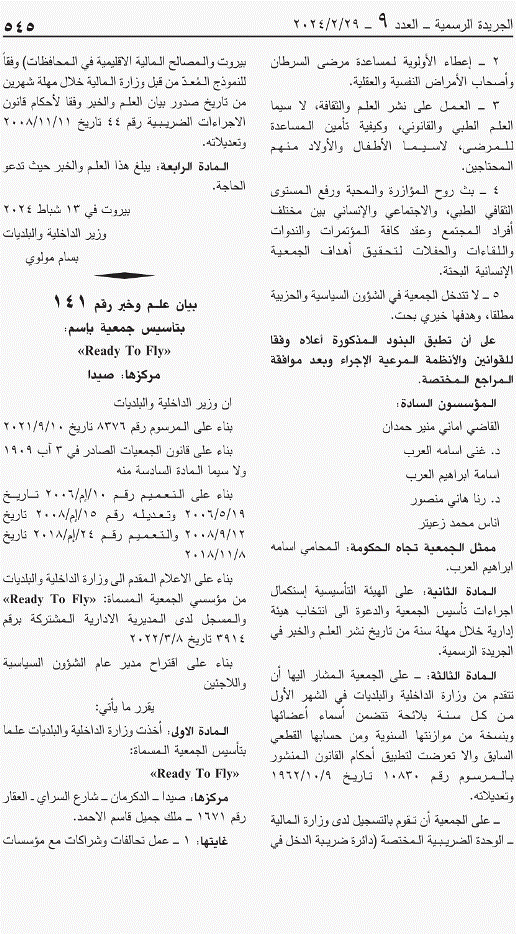 الجريدة الرسمية ــ العدد ٩ ــ ٢٠٢٤/٢/٢٩
٥٤٥
٢ ــ إعطاء الأولوية لمساعدة مرضى السرطان
وأصحاب الأمراض النفسية والعقلية.
٣ ــ العمل على نشر العلم والثقافة، لا سيما
العلم الطبي والقانوني، وكيفية تأمين المساعدة
للمرضى، لاسيما الأطفال والأولاد منهم
المحتاجين.
٤ ــ بث روح المؤازرة والمحبة ورفع المستوى
الثقافي الطبي، والاجتماعي والإنساني بين مختلف
أفراد المجتمع وعقد كافة المؤتمرات والندوات
واللقاءات والحفلات لتحقيق أهداف الجمعية
الإنسانية البحتة.
٥ ــ لا تتدخل الجمعية في الشؤون السياسية والحزبية
مطلقا، وهدفها خيري بحت.
على أن تطبق البنود المذكورة أعلاه وفقا
للقوانين والأنظمة المرعية الإجراء وبعد موافقة
المراجع المختصة.
المؤسسون السادة:
القاضي اماني منير حمدان
د. غنى اسامه العرب
اسامة ابراهيم العرب
د. رنا هاني منصور
اناس محمد زعيتر
ممثل الجمعية تجاه الحكومة: المحامي اسامه
ابراهيم العرب.
المادة الثانية: على الهيئة التأسيسية إستكمال
اجراءات تأسيس الجمعية والدعوة الى انتخاب هيئة
إدارية خلال مهلة سنة من تاريخ نشر العلم والخبر في
الجريدة الرسمية.
المادة الثالثة: ــ على الجمعية المشار اليها أن
تتقدم من وزارة الداخلية والبلديات في الشهر الأول
من كل سنة بلائحة تتضمن أسماء أعضائها
وبنسخة من موازنتها السنوية ومن حسابها القطعي
السابق والا تعرضت لتطبيق أحكام القانون المنشور
بالمرسوم رقم ١٠٨٣٠ تاريخ ١٩٦٢/١٠/٩
وتعديلاته.
ــ على الجمعية أن تقوم بالتسجيل لدى وزارة المالية
ــ الوحدة الضريبية المختصة (دائرة ضريبة الدخل في
بيروت والمصالح المالية الاقليمية في المحافظات) وفقاً
للنموذج المُعدّ من قبل وزارة المالية خلال مهلة شهرين
من تاريخ صدور بيان العلم والخبر وفقا لأحكام قانون
الاجراءات الضريبية رقم ٤٤ تاريخ ٢٠٠٨/١١/١١
وتعديلاته.
المادة الرابعة: يبلغ هذا العلم والخبر حيث تدعو
الحاجة.
بيروت في ١٣ شباط ٢٠٢٤
وزير الداخلية والبلديات
بسام مولوي
بيان علم وخبر رقم ١٤١
بتأسيس جمعية بإسم:
«Ready To Fly»
مركزها: صيدا
ان وزير الداخلية والبلديات
بناء على المرسوم رقم ٨٣٧٦ تاريخ ٢٠٢١/٩/١٠
بناء على قانون الجمعيات الصادر في ٣ آب ١٩٠٩
ولا سيما المادة السادسة منه
بناء على التعميم رقم ١٠/إم/٢٠٠٦ تاريخ
٢٠٠٦/٥/١٩ وتعديله رقم ١٥/إم/٢٠٠٨ تاريخ
٢٠٠٨/٩/١٢ والتعميم رقم ٢٤/إم/٢٠١٨ تاريخ
٢٠١٨/١١/٨
بناء على الاعلام المقدم الى وزارة الداخلية والبلديات
من مؤسسي الجمعية المسماة: «Ready To Fly»
والمسجل لدى المديرية الادارية المشتركة برقم
٣٩١٤ تاريخ ٢٠٢٢/٣/٨
بناء على اقتراح مدير عام الشؤون السياسية
واللاجئين
يقرر ما يأتي:
المادة الاولى: أخذت وزارة الداخلية والبلديات علما
بتأسيس الجمعية المسماة:
«Ready To Fly»
مركزها: صيدا ــ الدكرمان ــ شارع السراي ــ العقار
رقم ١٦٧١ ــ ملك جميل قاسم الاحمد.
غايتها: ١ ــ عمل تحالفات وشراكات مع مؤسسات